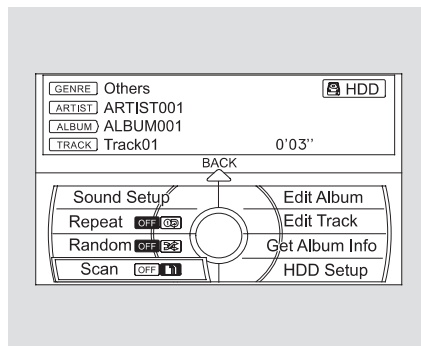 GENRE Others HDD
ARTIST ARTIST001
ALBUM ALBUM001
TRACK Track01 0'03''
BACK
Sound Setup Edit Album
Repeat OFF Edit Track
Random OFF Get Album Info
Scan OFF HDD Setup